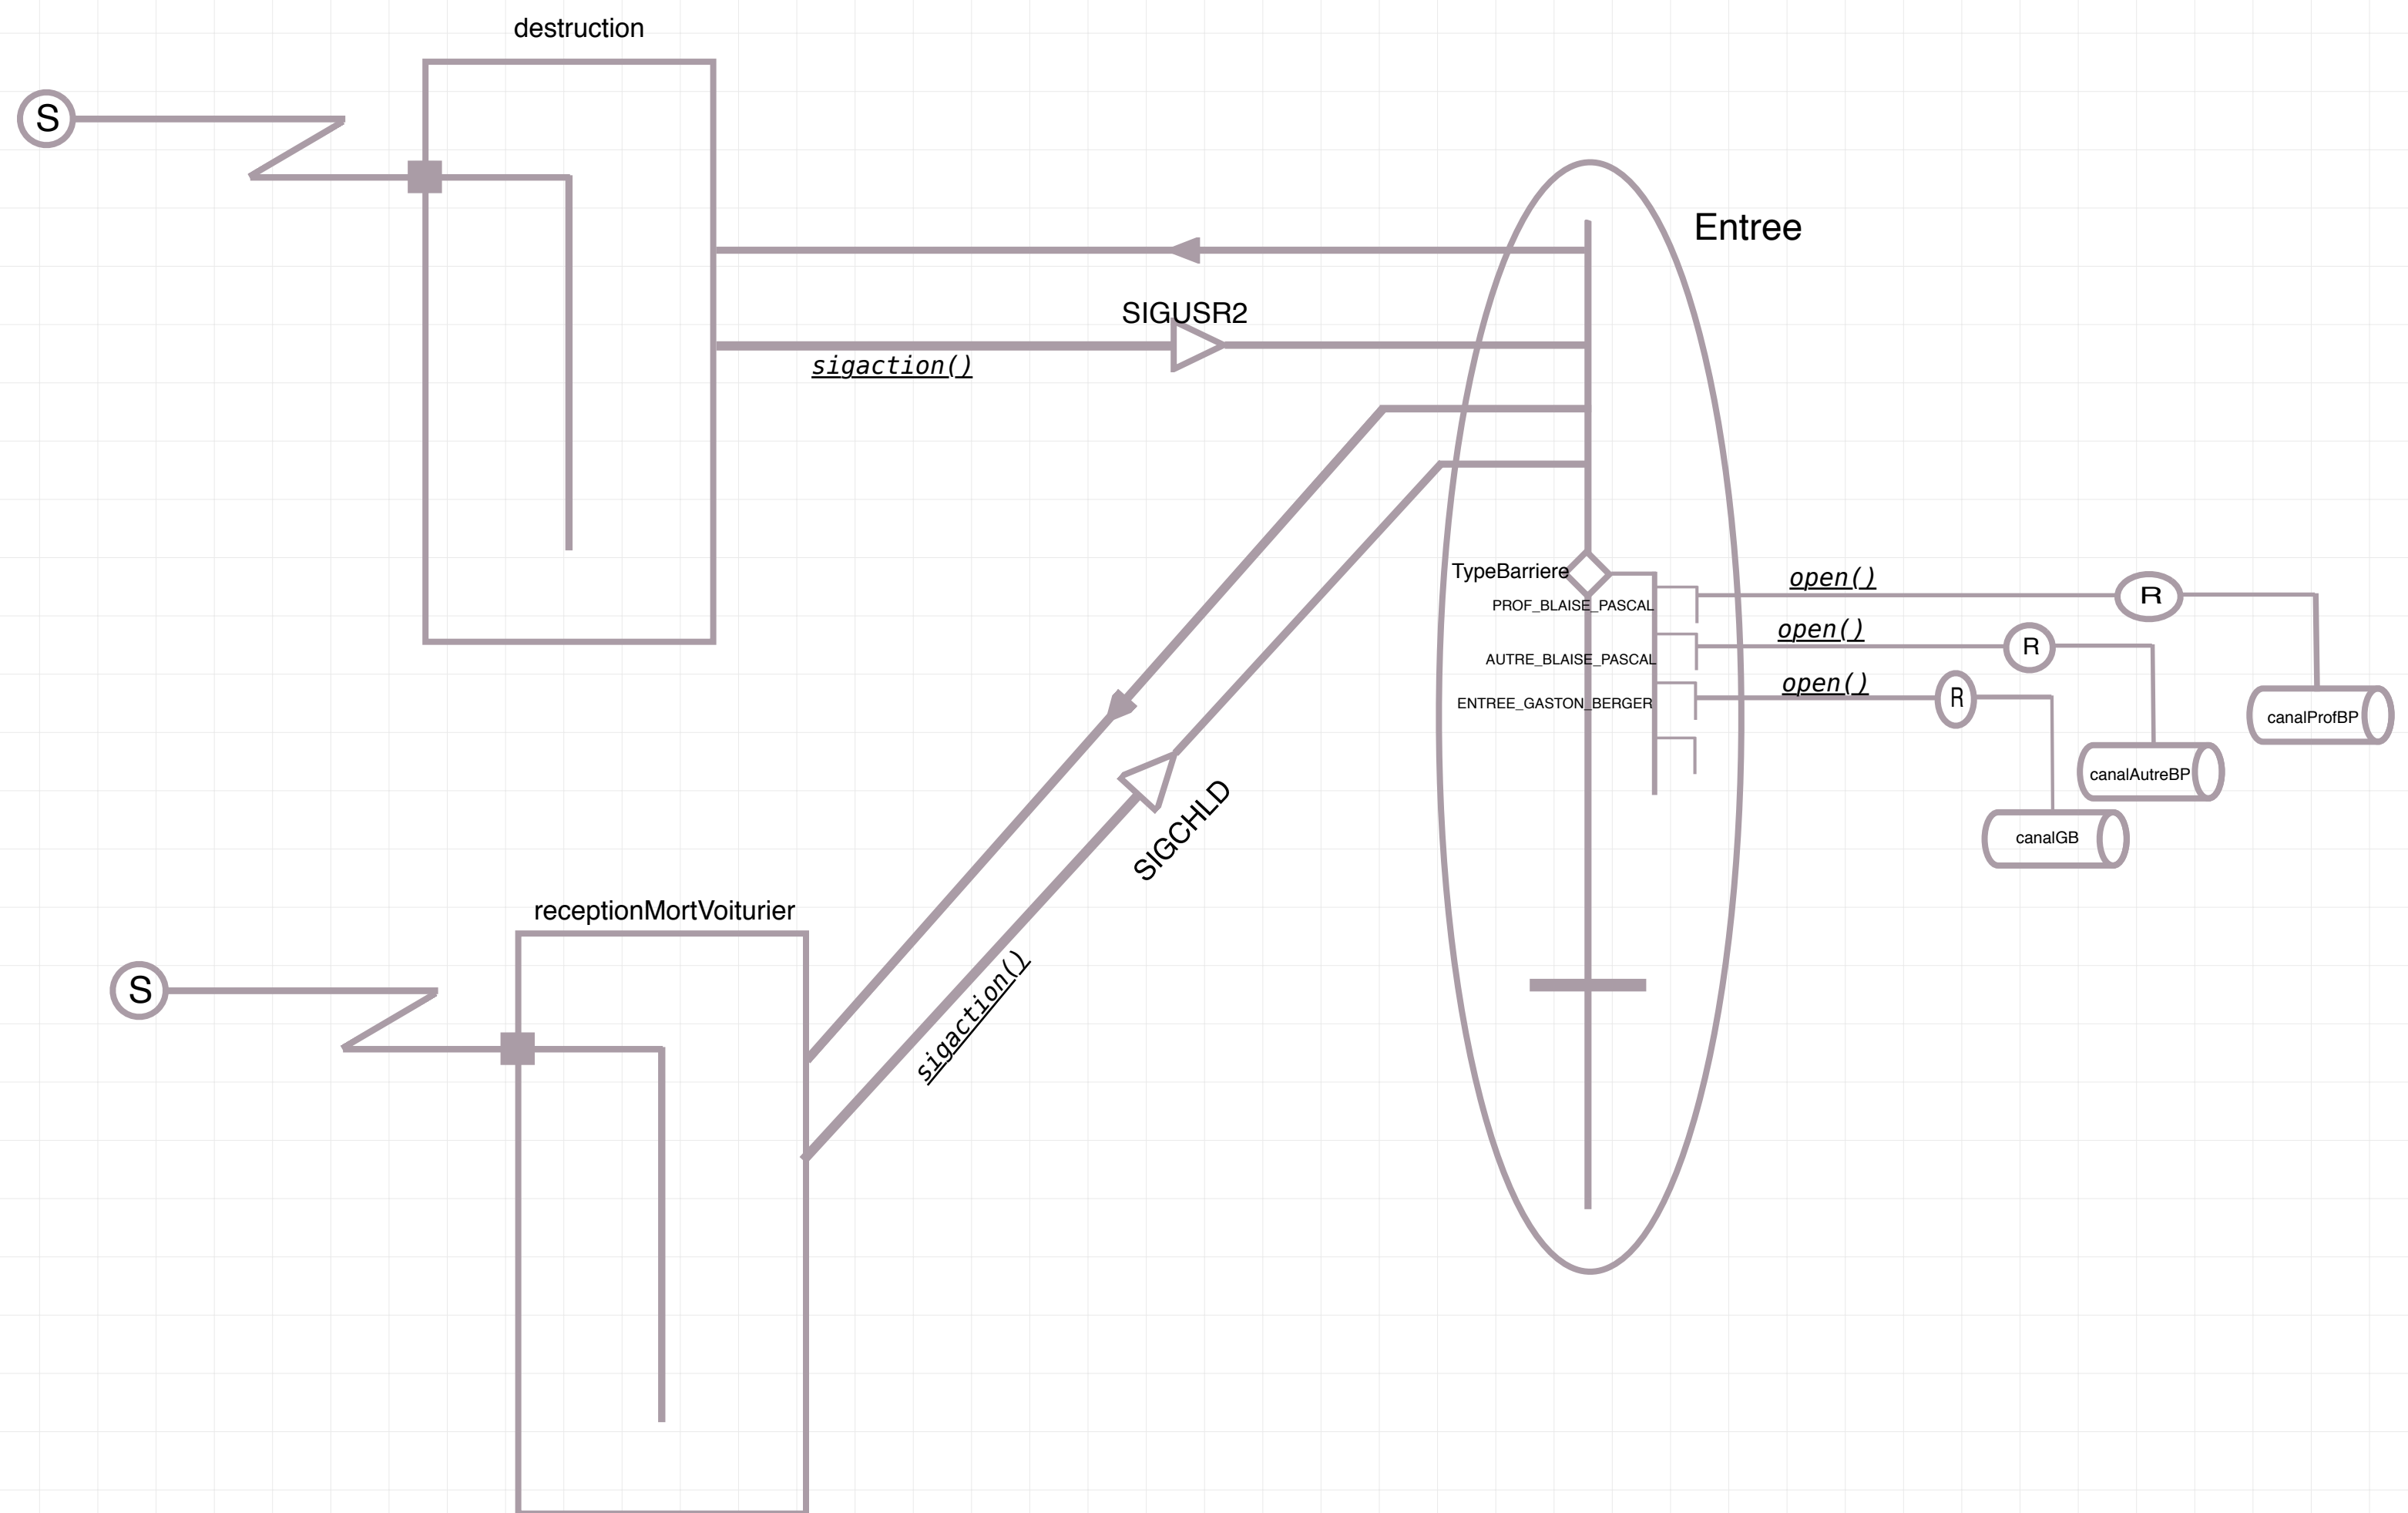 destruction
S
Entree
SIGUSR2
sigaction()
TypeBarriere
open()
R
PROF_BLAISE_PASCAL
open()
R
AUTRE_BLAISE_PASCAL
open()
R
ENTREE_GASTON_BERGER
canalProfBP
canalAutreBP
canalGB
SIGCHLD
sigaction()
receptionMortVoiturier
S